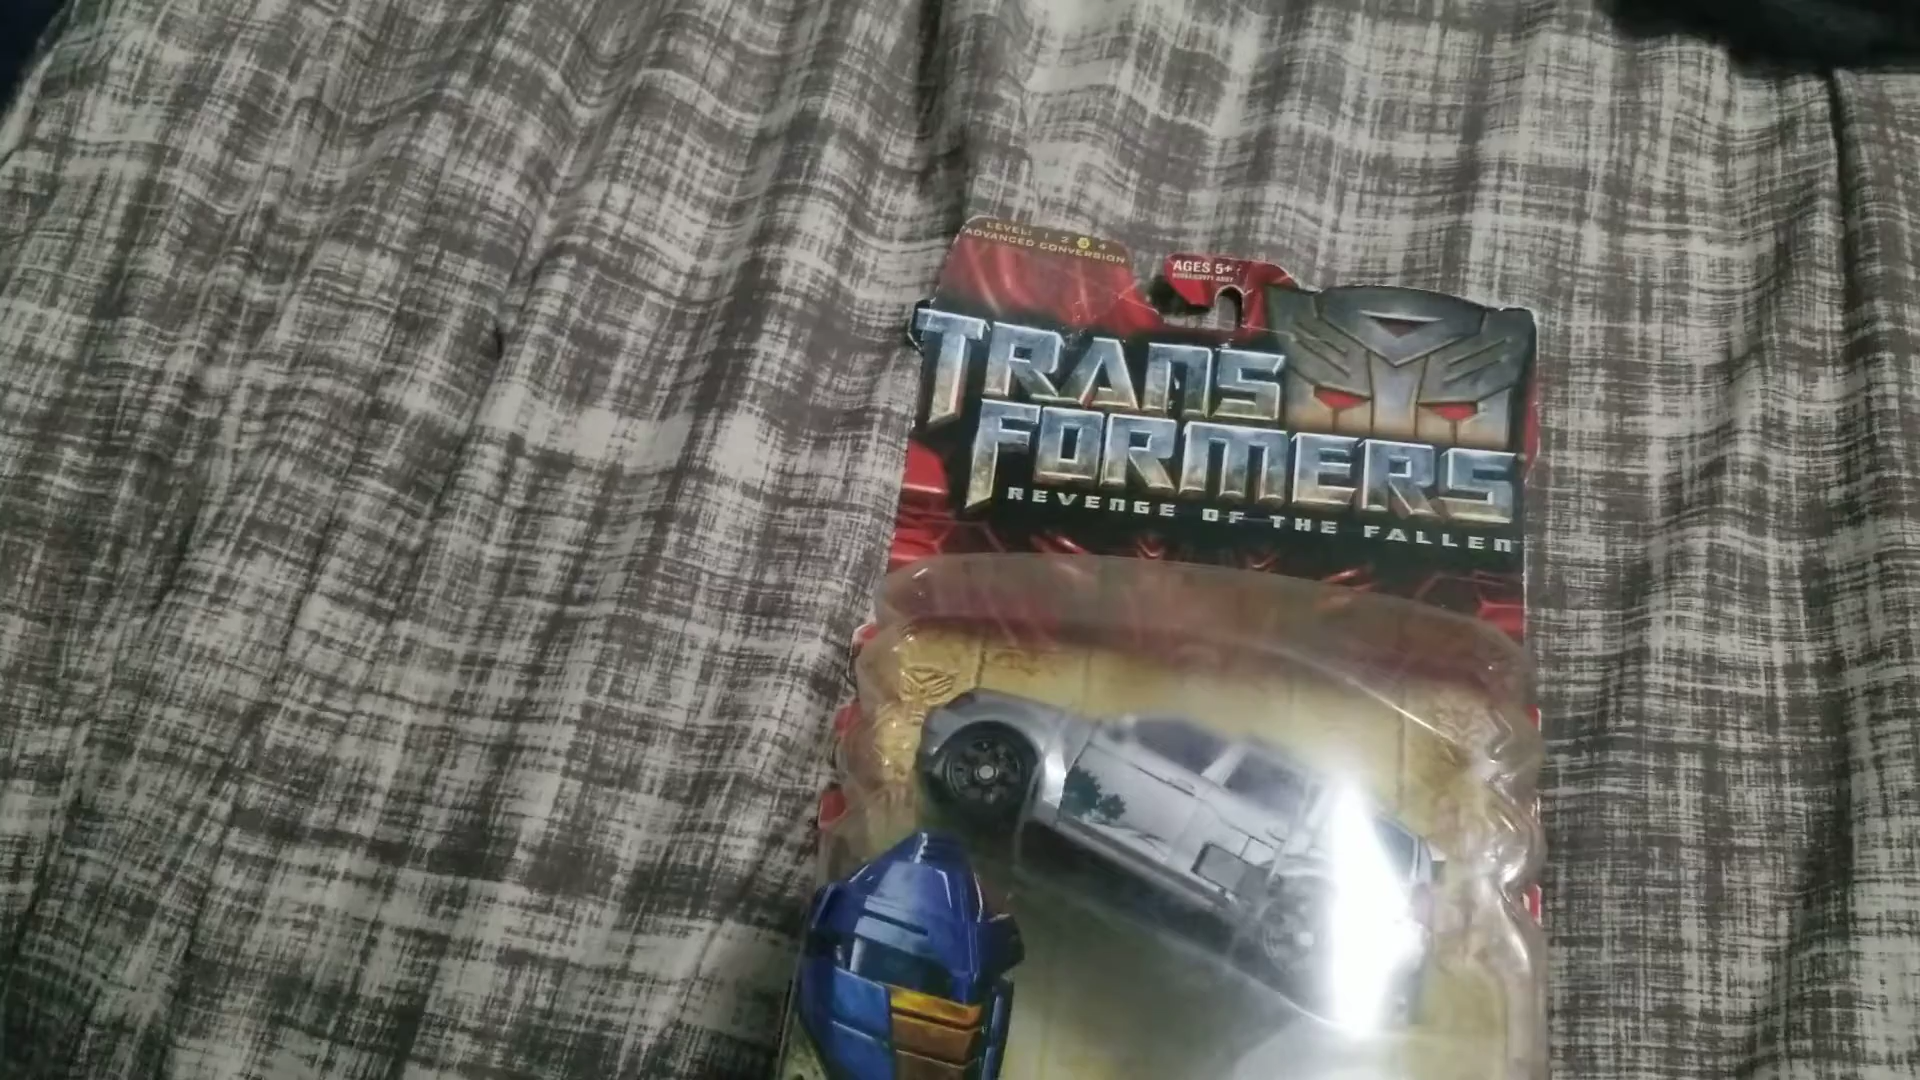 LEVEL: 1 2 3 4
ADVANCED CONVERSION
AGES 5+
TRANS
FORMERS
REVENGE OF THE FALLEN